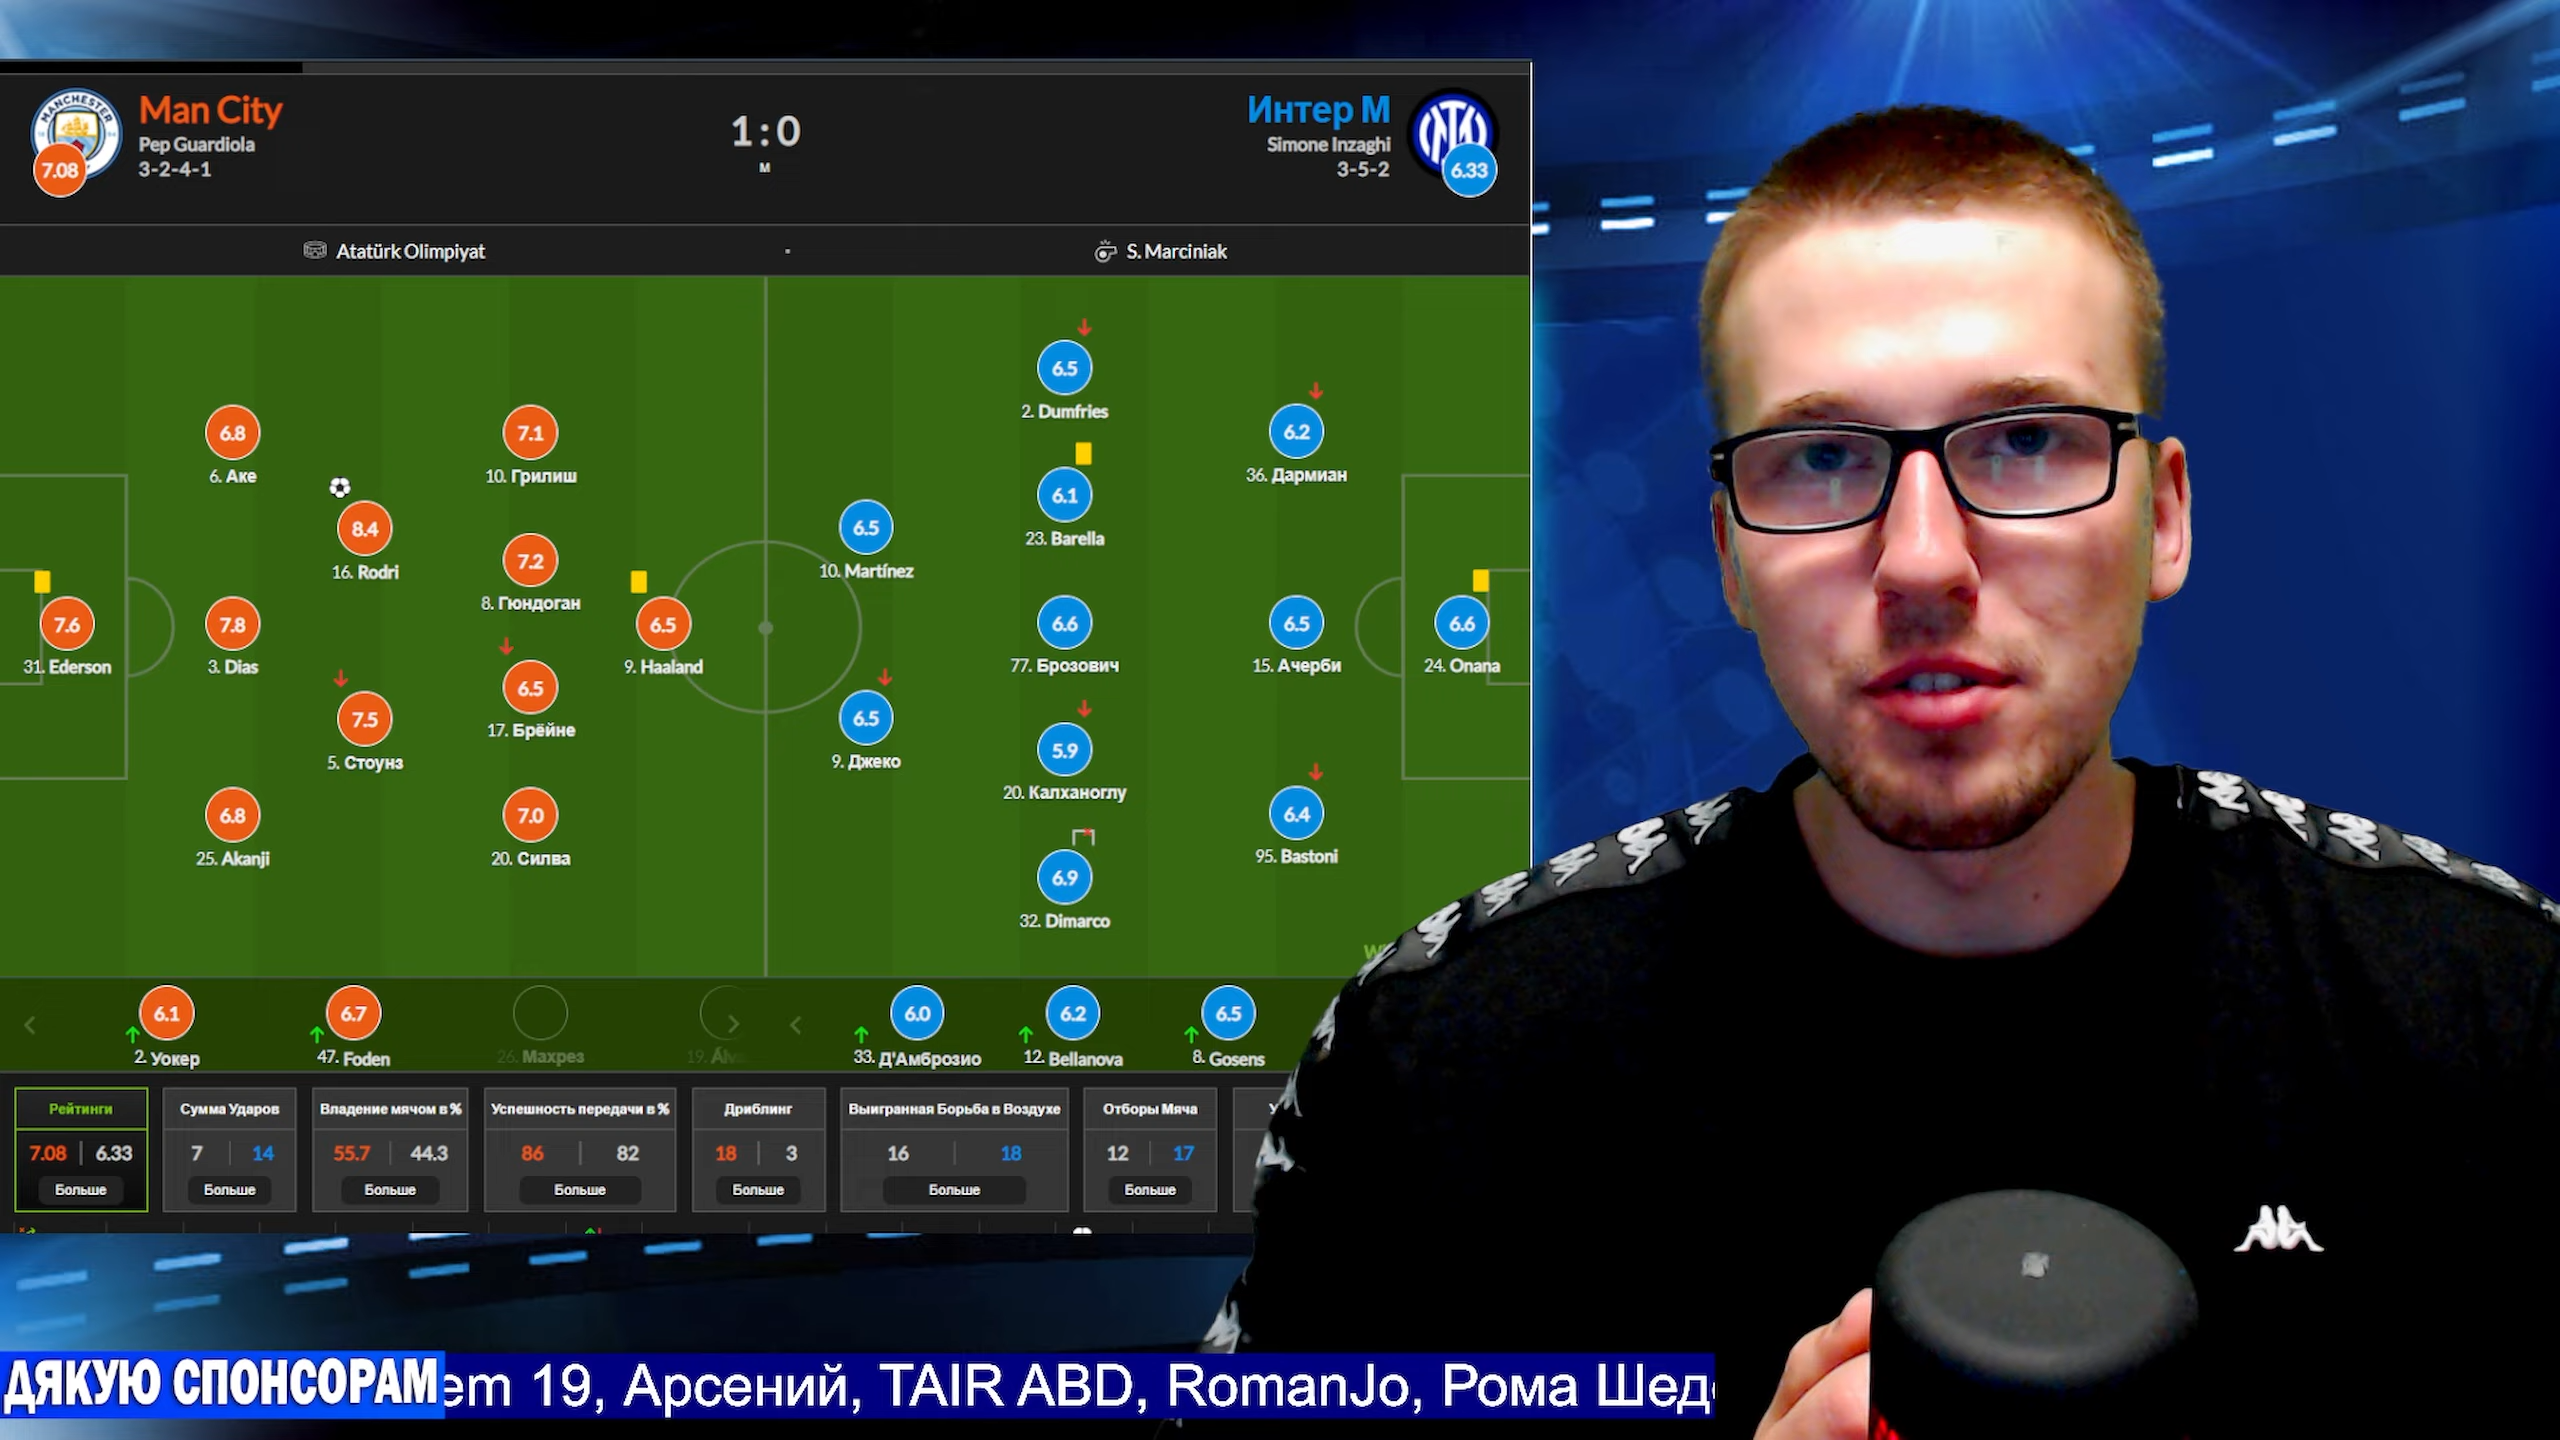 MANCHESTER
7.08
Man City
Pep Guardiola
3-2-4-1
1:0
м
Интер М
Simone Inzaghi
3-5-2
6.33
Atatürk Olimpiyat
S. Marciniak
6.5
2. Dumfries
6.8
6. Аке
7.1
10. Грилиш
6.2
36. Дармиан
8.4
16. Rodri
6.5
10. Martínez
6.1
23. Barella
7.2
8. Гюндоган
7.6
31. Ederson
7.8
3. Dias
6.5
9. Haaland
6.6
77. Брозович
6.5
15. Ачерби
6.6
24. Onana
7.5
5. Стоунз
6.5
17. Брёйне
6.5
9. Джеко
5.9
20. Калханоглу
6.8
25. Akanji
7.0
20. Силва
6.4
95. Bastoni
6.9
32. Dimarco
6.1
2. Уокер
6.7
47. Foden
26. Махрез
19.
6.0
33. Д'Амброзио
6.2
12. Bellanova
6.5
8. Gosens
Рейтинги
7.08 6.33
Больше
Сумма Ударов
7 14
Больше
Владение мячом в %
55.7 44.3
Больше
Успешность передачи в %
86 82
Больше
Дриблинг
18 3
Больше
Выигранная Борьба в Воздухе
16 18
Больше
Отборы Мяча
12 17
Больше
ДЯКУЮ СПОНСОРАМ
em 19, Арсений, TAIR ABD, RomanJo, Рома Шед